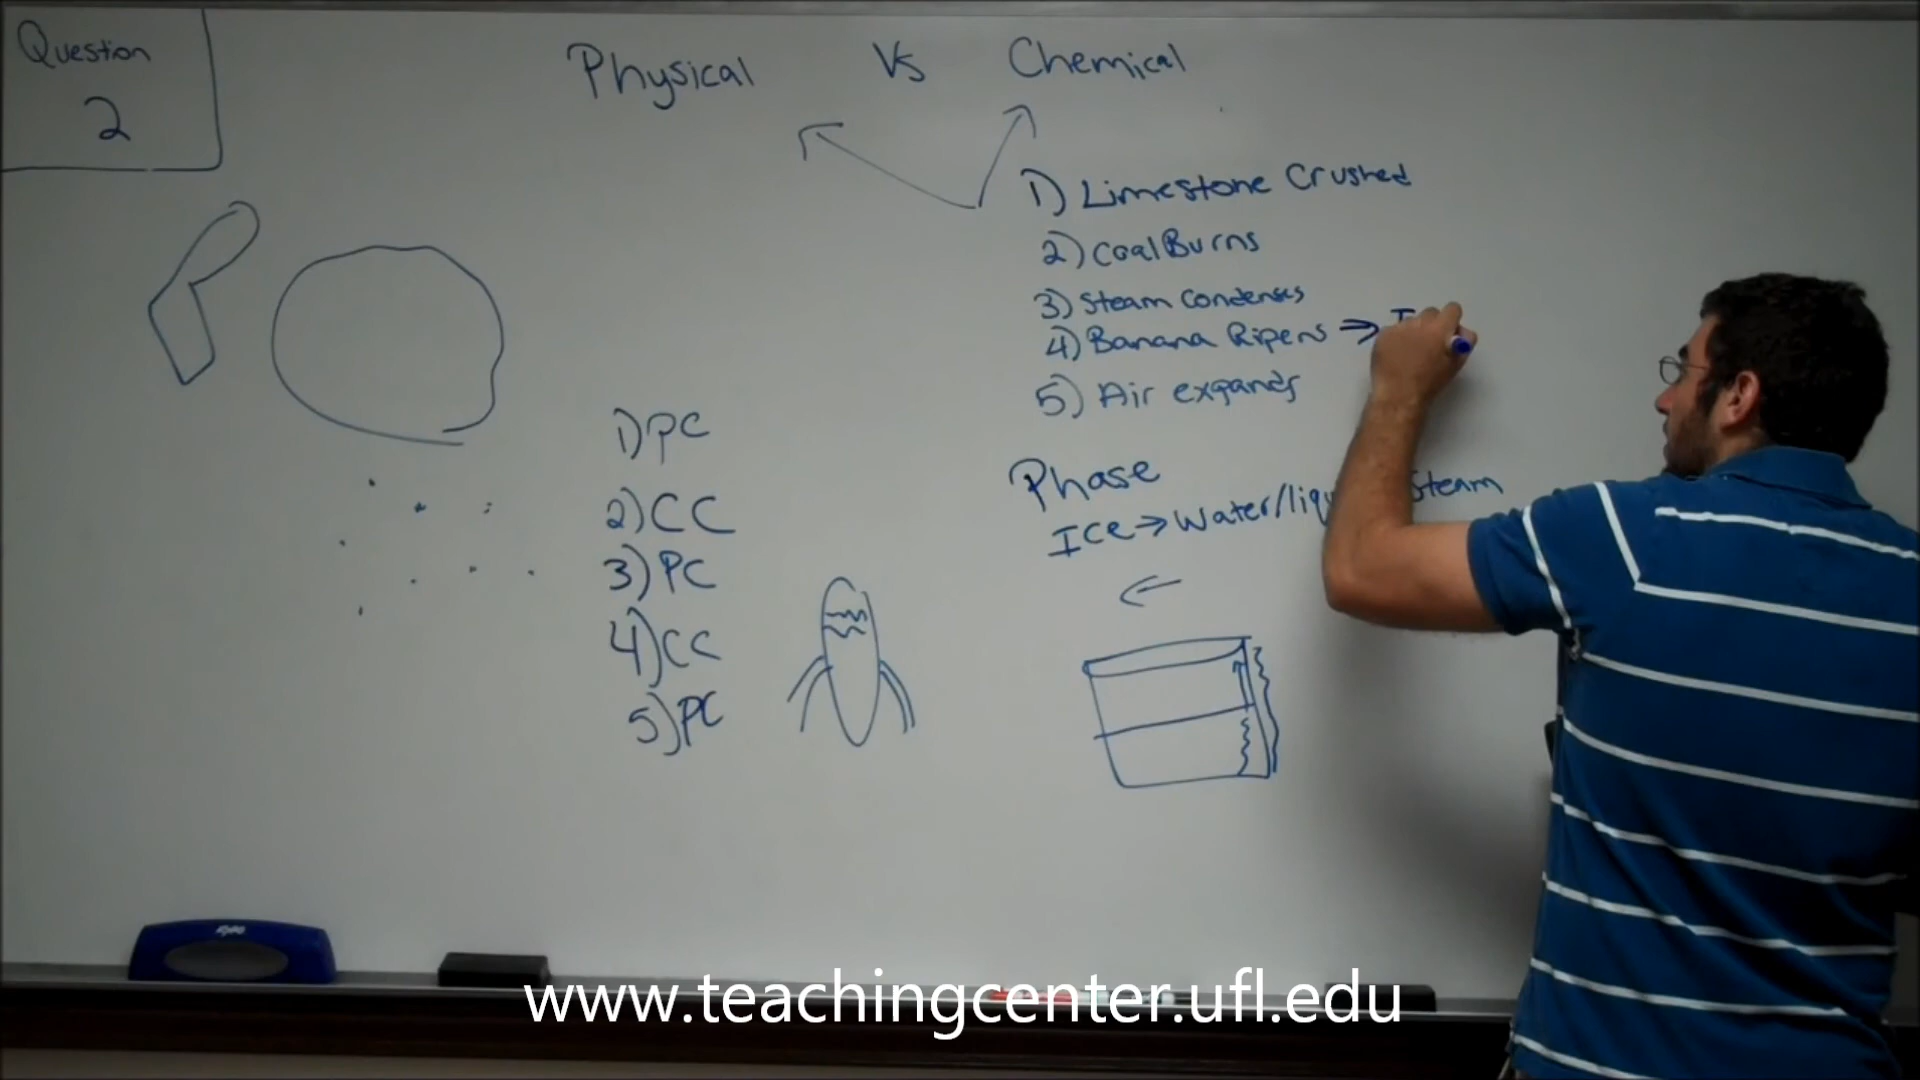 Question
2
Physical Vs Chemical
1) Limestone Crushed
2) Coal Burns
3) Steam Condenses
4) Banana Ripens →
5) Air expands
1) PC
2) CC
3) PC
4) CC
5) PC
Phase
Ice → Water/ Steam
EXPO
www.teachingcenter.ufl.edu